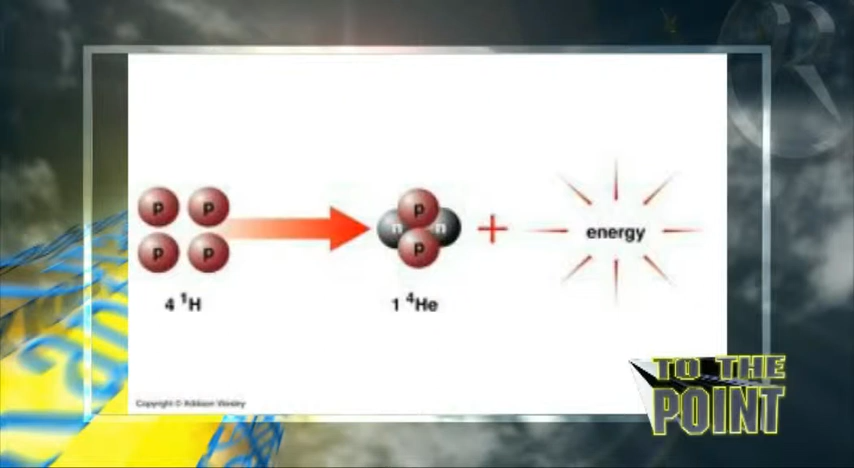 p p
p n n energy
p p p
4 ¹H 1 ⁴He
+
Copyright © Addison Wesley
TO THE
POINT